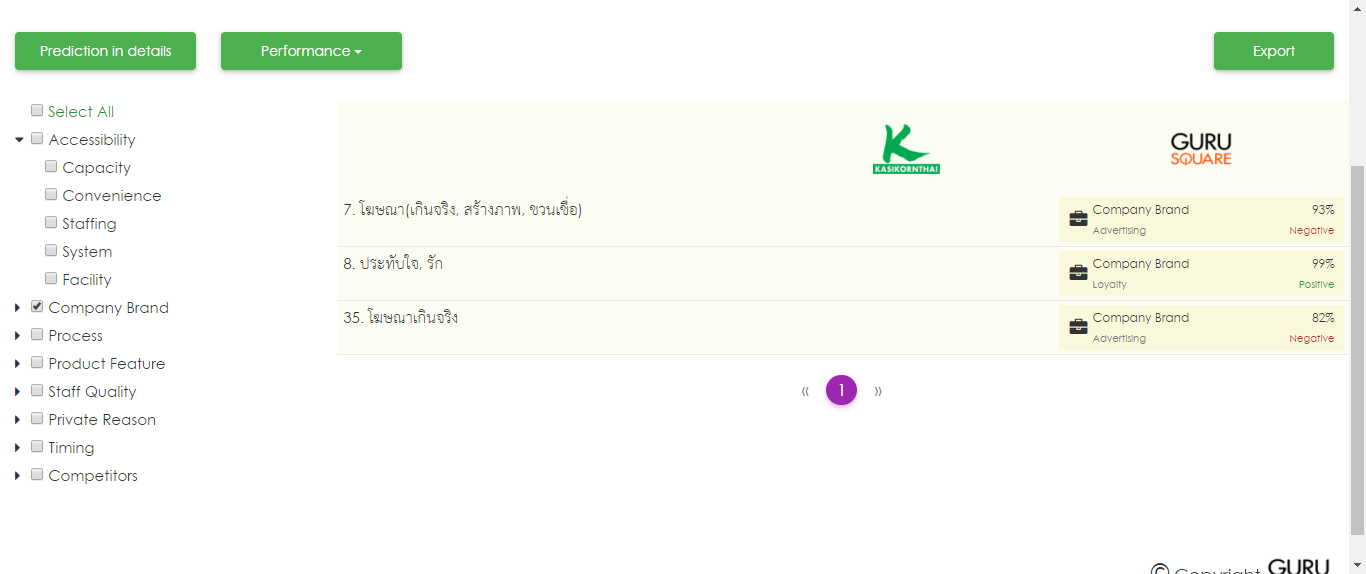 Prediction in details
Performance
Export
Select All
Accessibility
Capacity
Convenience
Staffing
System
Facility
Company Brand
Process
Product Feature
Staff Quality
Private Reason
Timing
Competitors
K
KASIKORNTHAI
GURU
SQUARE
7. โฆษณา(เกินจริง, สร้างภาพ, ชวนเชื่อ)
Company Brand 93%
Advertising Negative
8. ประทับใจ, รัก
Company Brand 99%
Loyalty Positive
35. โฆษณาเกินจริง
Company Brand 82%
Advertising Negative
« 1 »
© Copyright GURU